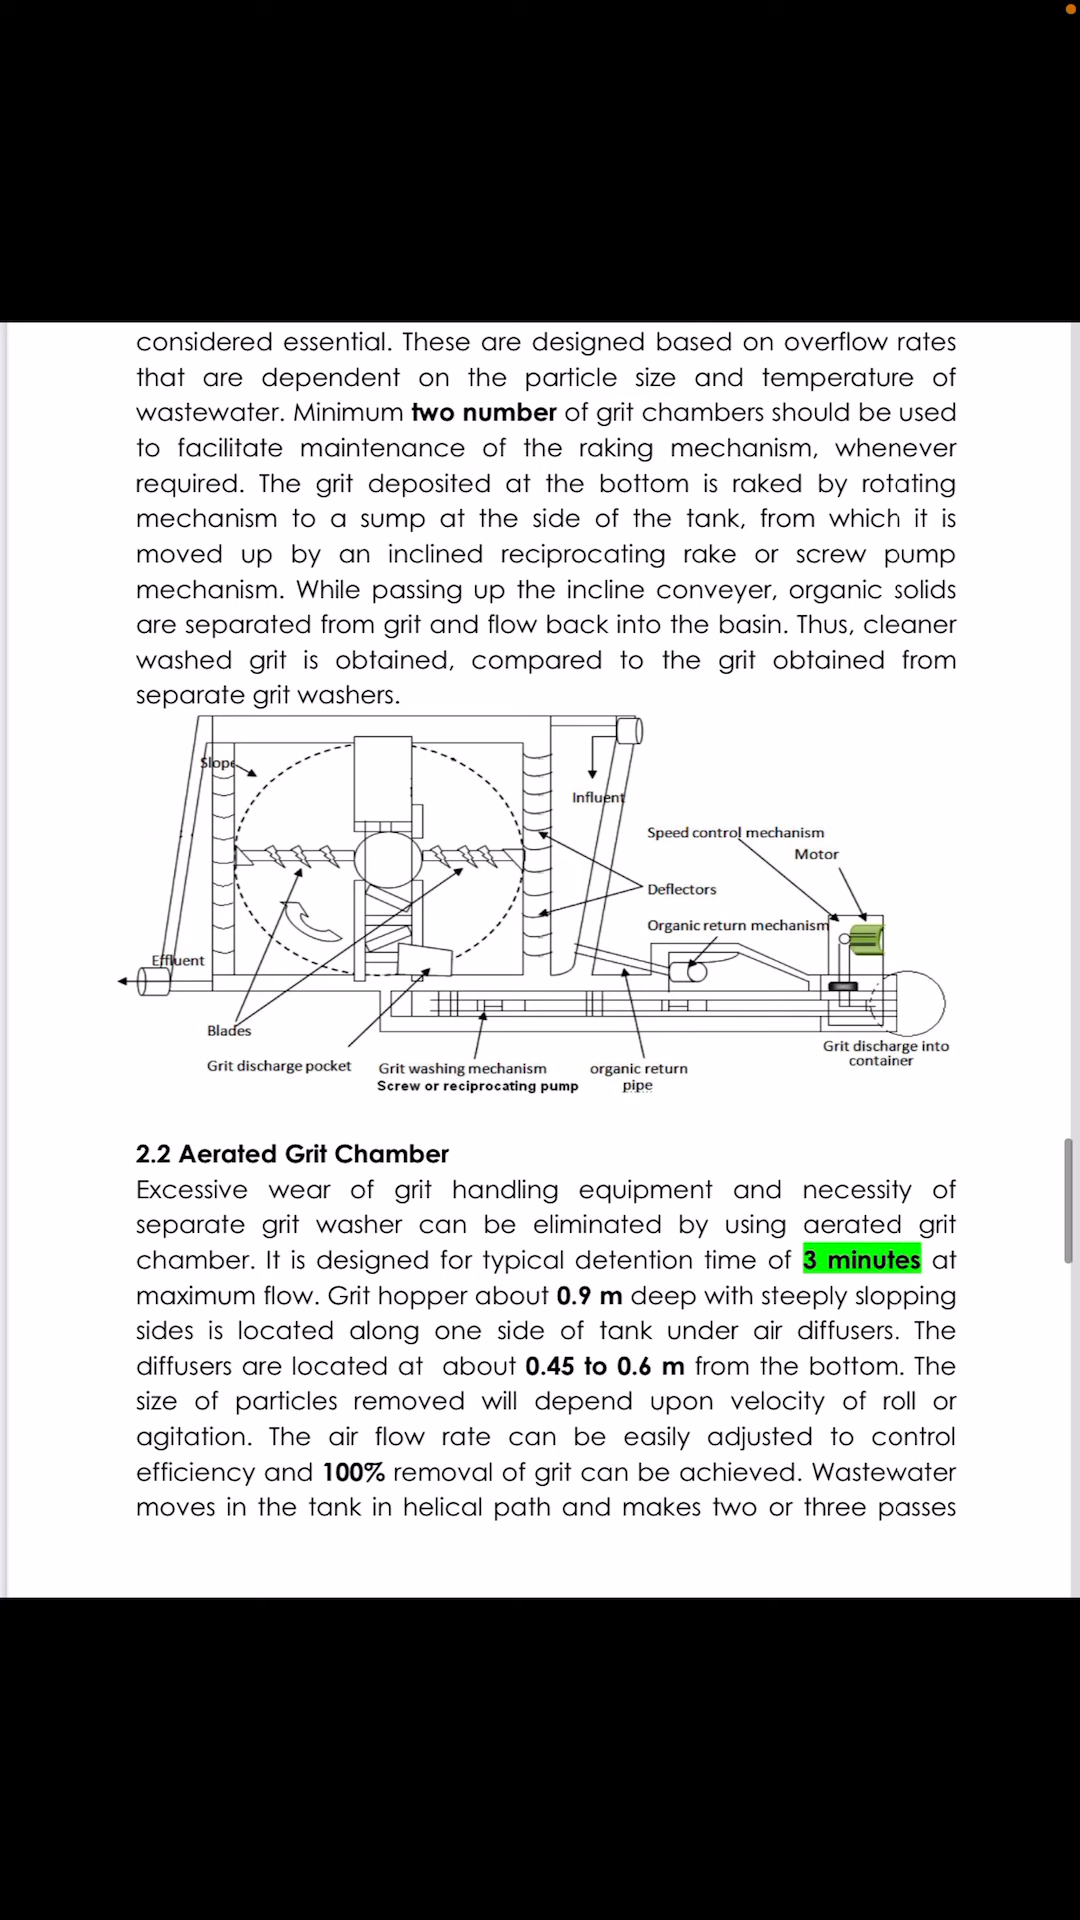 considered essential. These are designed based on overflow rates
that are dependent on the particle size and temperature of
wastewater. Minimum two number of grit chambers should be used
to facilitate maintenance of the raking mechanism, whenever
required. The grit deposited at the bottom is raked by rotating
mechanism to a sump at the side of the tank, from which it is
moved up by an inclined reciprocating rake or screw pump
mechanism. While passing up the incline conveyer, organic solids
are separated from grit and flow back into the basin. Thus, cleaner
washed grit is obtained, compared to the grit obtained from
separate grit washers.
Slope
Influent
Speed control mechanism
Motor
Deflectors
Organic return mechanism
Effluent
Blades
Grit discharge pocket
Grit washing mechanism
Screw or reciprocating pump
organic return
pipe
Grit discharge into
container
2.2 Aerated Grit Chamber
Excessive wear of grit handling equipment and necessity of
separate grit washer can be eliminated by using aerated grit
chamber. It is designed for typical detention time of 3 minutes at
maximum flow. Grit hopper about 0.9 m deep with steeply slopping
sides is located along one side of tank under air diffusers. The
diffusers are located at about 0.45 to 0.6 m from the bottom. The
size of particles removed will depend upon velocity of roll or
agitation. The air flow rate can be easily adjusted to control
efficiency and 100% removal of grit can be achieved. Wastewater
moves in the tank in helical path and makes two or three passes